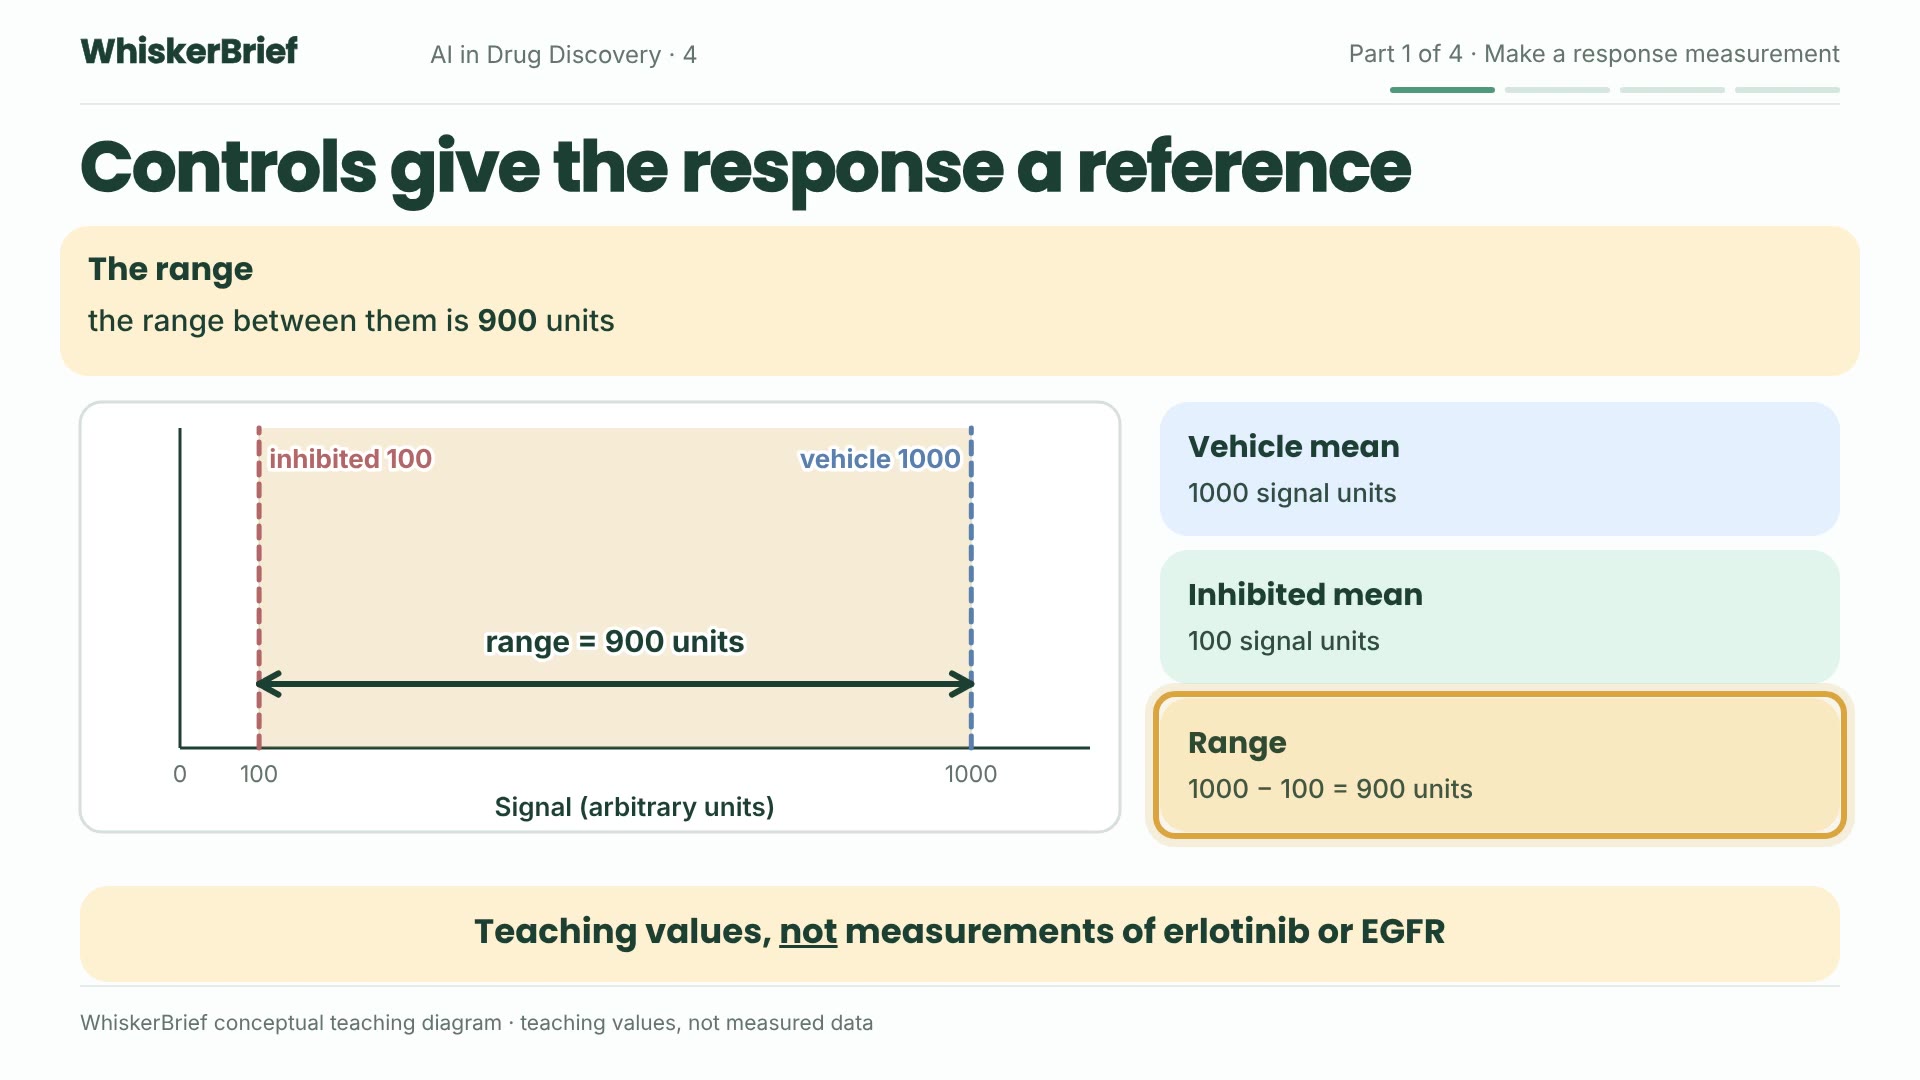 WhiskerBrief
AI in Drug Discovery · 4
Part 1 of 4 · Make a response measurement
Controls give the response a reference
The range
the range between them is 900 units
inhibited 100
vehicle 1000
range = 900 units
0
100
1000
Signal (arbitrary units)
Vehicle mean
1000 signal units
Inhibited mean
100 signal units
Range
1000 − 100 = 900 units
Teaching values, not measurements of erlotinib or EGFR
WhiskerBrief conceptual teaching diagram · teaching values, not measured data